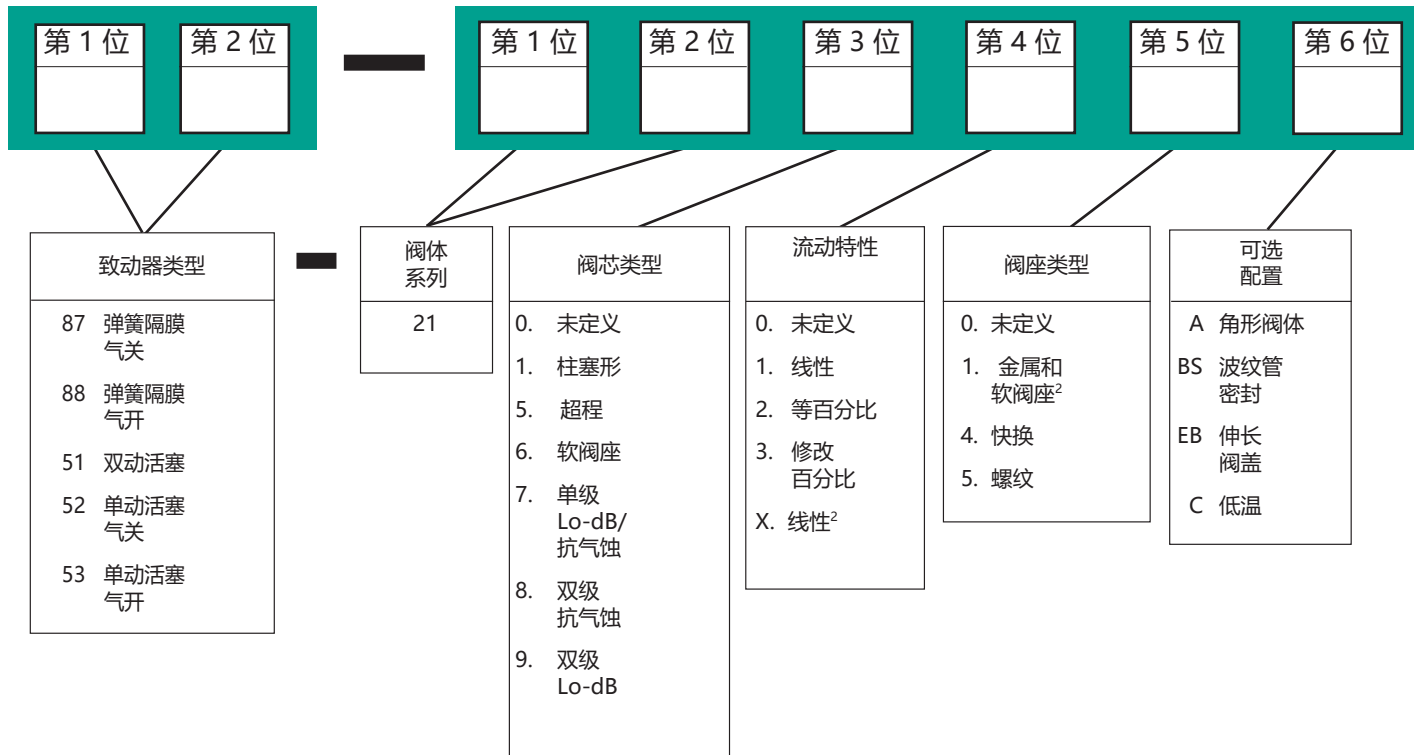 第 1 位
第 2 位
第 1 位
第 2 位
第 3 位
第 4 位
第 5 位
第 6 位
致动器类型
87 弹簧隔膜
气关
88 弹簧隔膜
气开
51 双动活塞
52 单动活塞
气关
53 单动活塞
气开
阀体
系列
21
阀芯类型
0. 未定义
1. 柱塞形
5. 超程
6. 软阀座
7. 单级
Lo-dB/
抗气蚀
8. 双级
抗气蚀
9. 双级
Lo-dB
流动特性
0. 未定义
1. 线性
2. 等百分比
3. 修改
百分比
X. 线性²
阀座类型
0. 未定义
1. 金属和
软阀座²
4. 快换
5. 螺纹
可选
配置
A 角形阀体
BS 波纹管
密封
EB 伸长
阀盖
C 低温